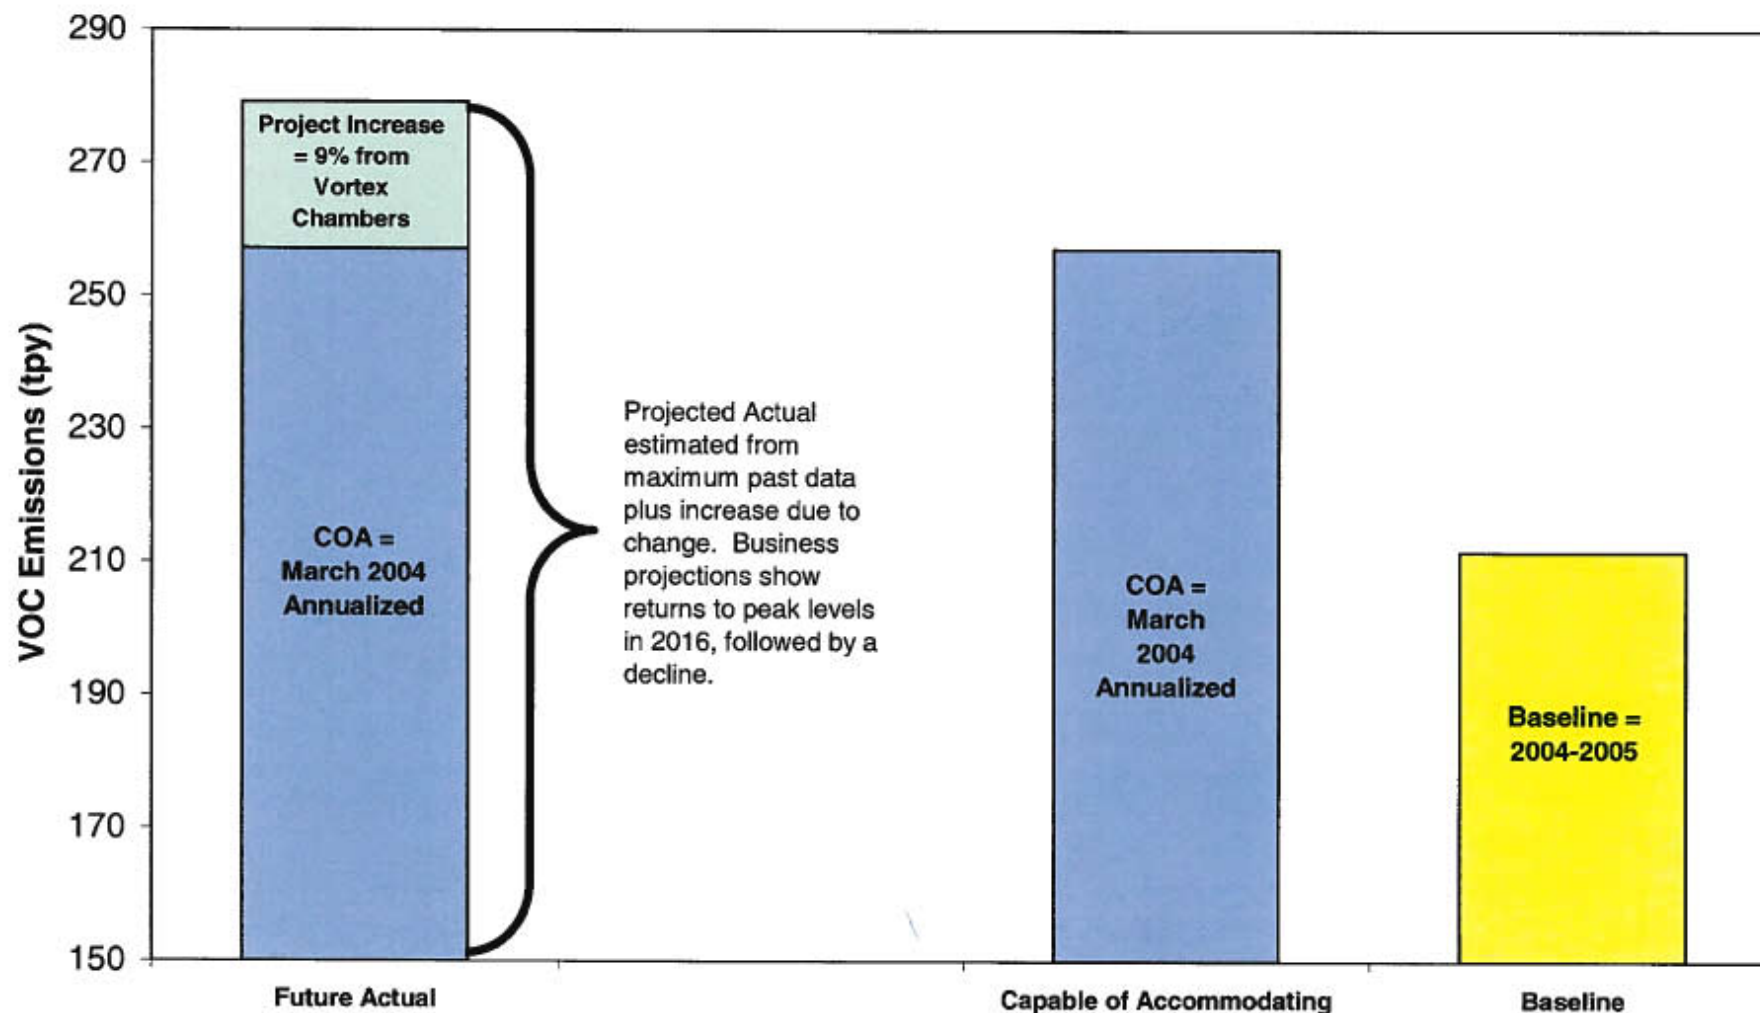 290
270
250
230
210
190
170
150
VOC Emissions (tpy)
Project Increase
= 9% from
Vortex
Chambers
COA =
March 2004
Annualized
Projected Actual
estimated from
maximum past data
plus increase due to
change. Business
projections show
returns to peak levels
in 2016, followed by a
decline.
COA =
March
2004
Annualized
Baseline =
2004-2005
Future Actual
Capable of Accommodating
Baseline